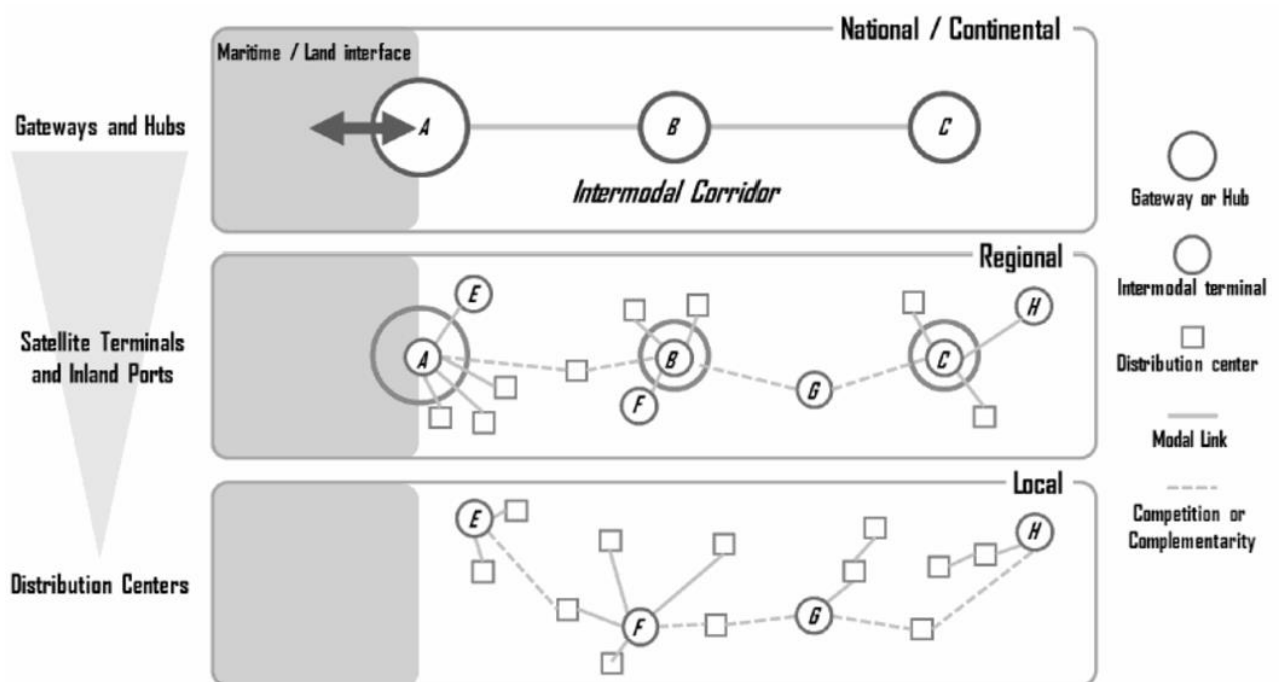 National / Continental
Maritime / Land interface
Gateways and Hubs
A
B
C
Intermodal Corridor
Gateway or Hub
Regional
E
H
Intermodal terminal
Satellite Terminals
and Inland Ports
A
B
C
Distribution center
F
G
Modal Link
Local
E
H
Competition or
Complementarity
Distribution Centers
F
G